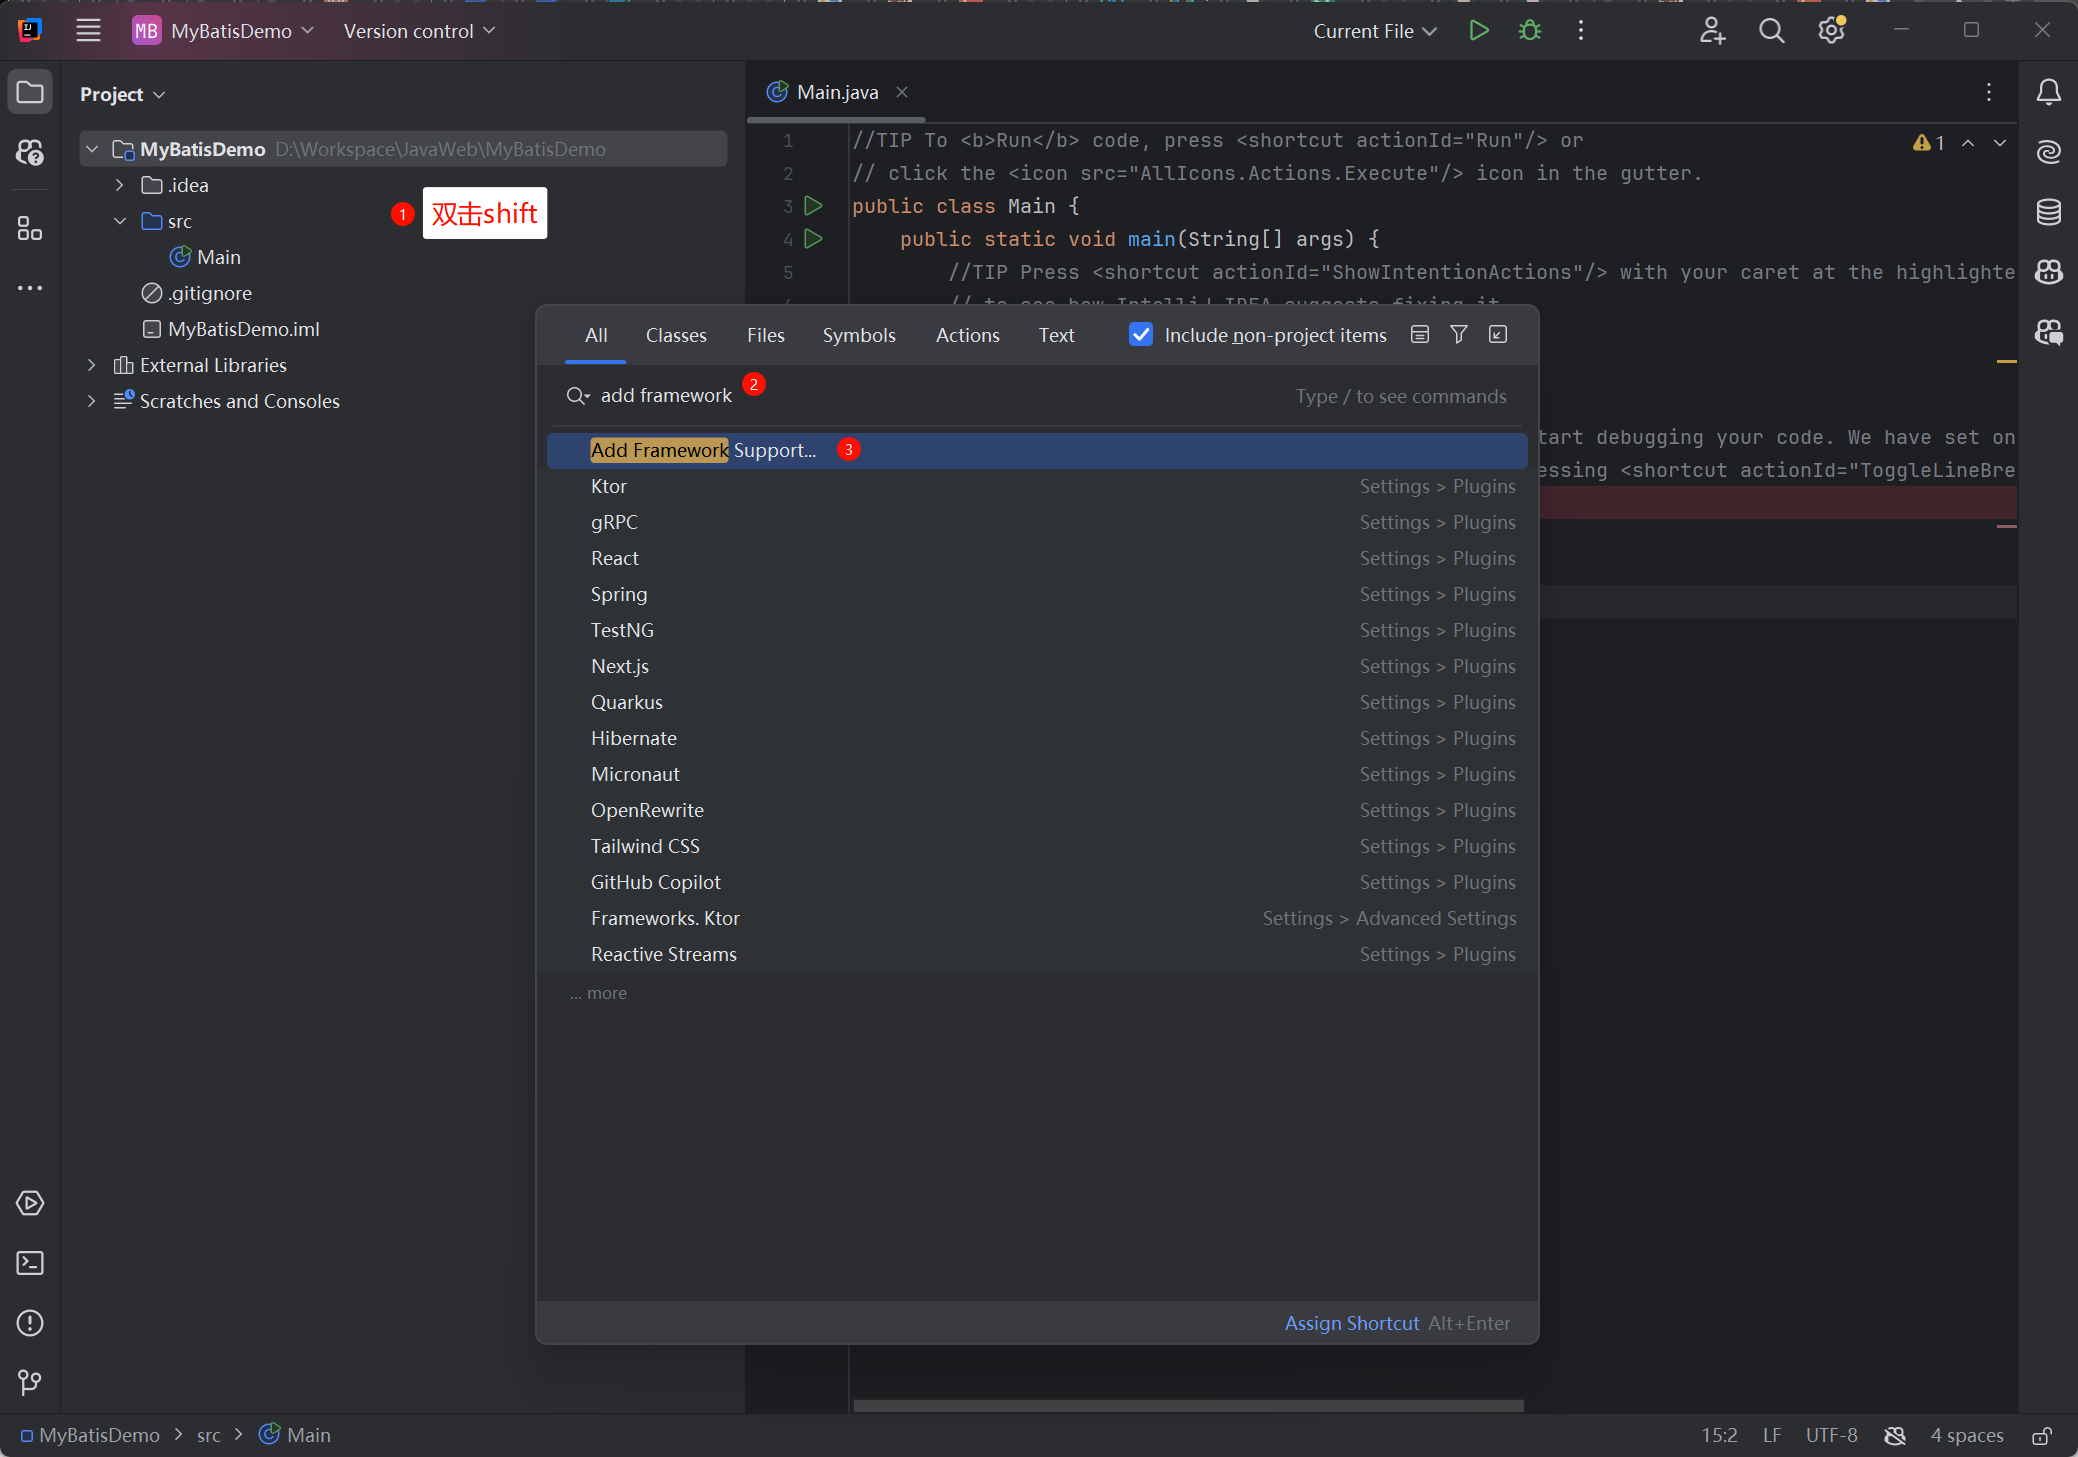 MB MyBatisDemo Version control Current File
Project
Main.java
MyBatisDemo D:\Workspace\JavaWeb\MyBatisDemo
.idea
src
Main
.gitignore
MyBatisDemo.iml
External Libraries
Scratches and Consoles
1 双击shift
1 //TIP To <b>Run</b> code, press <shortcut actionId="Run"/> or
2 // click the <icon src="AllIcons.Actions.Execute"/> icon in the gutter.
3 public class Main {
4 public static void main(String[] args) {
5 //TIP Press <shortcut actionId="ShowIntentionActions"/> with your caret at the highlighte
1
All Classes Files Symbols Actions Text Include non-project items
add framework 2 Type / to see commands
Add Framework Support... 3
Ktor Settings > Plugins
gRPC Settings > Plugins
React Settings > Plugins
Spring Settings > Plugins
TestNG Settings > Plugins
Next.js Settings > Plugins
Quarkus Settings > Plugins
Hibernate Settings > Plugins
Micronaut Settings > Plugins
OpenRewrite Settings > Plugins
Tailwind CSS Settings > Plugins
GitHub Copilot Settings > Plugins
Frameworks. Ktor Settings > Advanced Settings
Reactive Streams Settings > Plugins
... more
Assign Shortcut Alt+Enter
tart debugging your code. We have set on
essing <shortcut actionId="ToggleLineBre
MyBatisDemo > src > Main 15:2 LF UTF-8 4 spaces